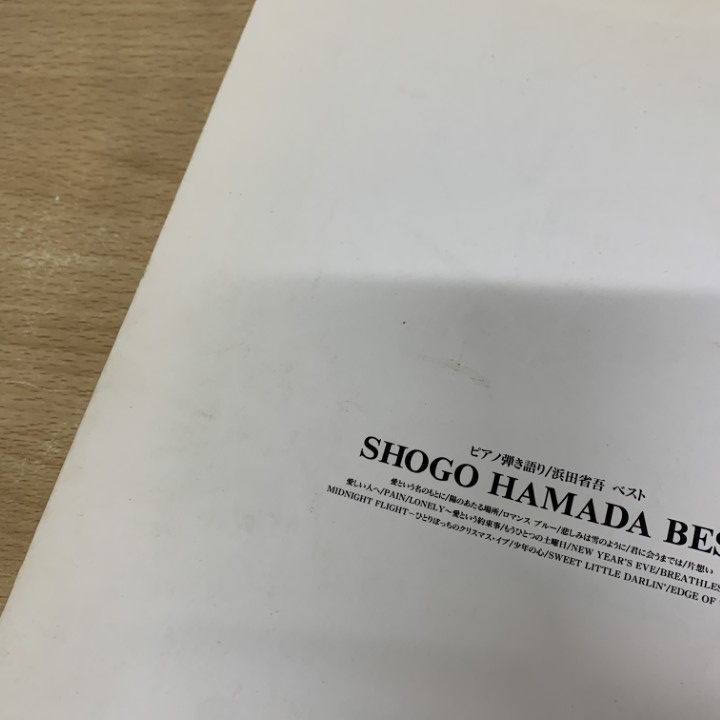 ピアノ弾き語り/浜田省吾 ベスト
SHOGO HAMADA BES
愛という名のもとに/陽のあたる場所/ロマンス ブルー/悲しみは雪のように/君に会うまでは/片想い
愛しい人へ/PAIN/LONELY〜愛という約束事/もうひとつの土曜日/NEW YEAR'S EVE/BREATHLES
MIDNIGHT FLIGHT－ひとりぼっちのクリスマス・イブ/少年の心/SWEET LITTLE DARLIN'/EDGE OF